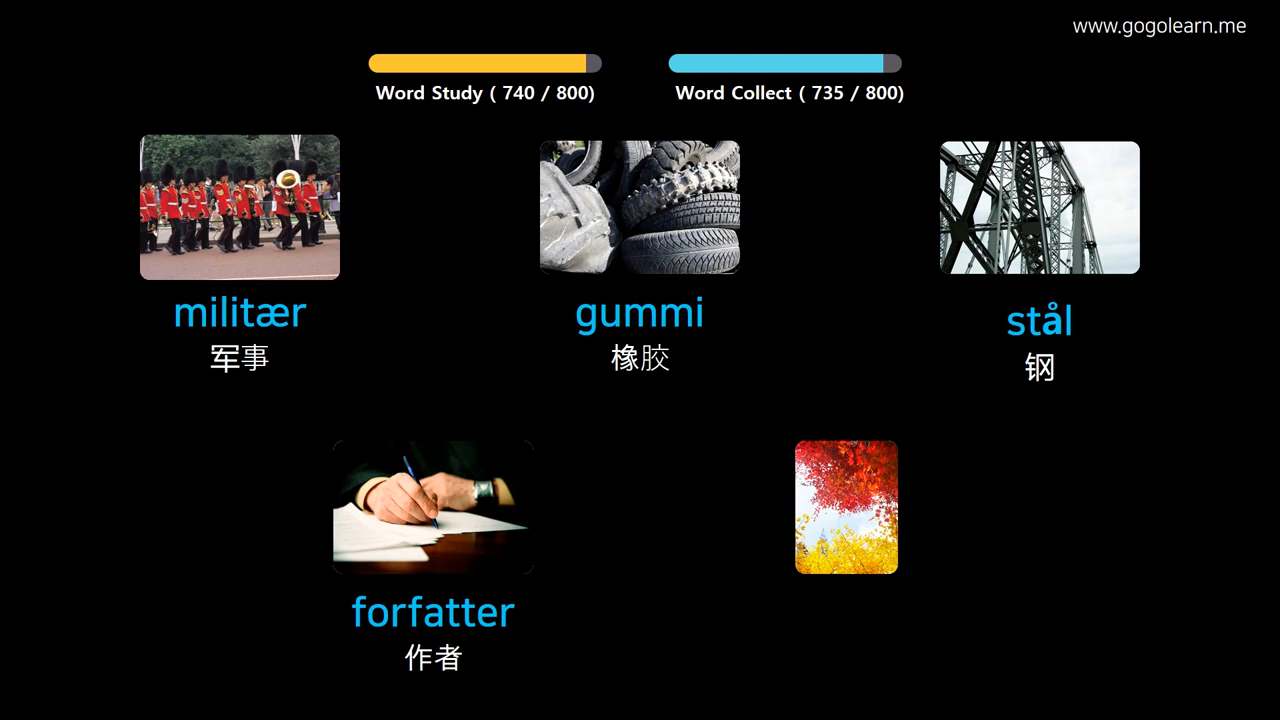 www.gogolearn.me
Word Study ( 740 / 800)
Word Collect ( 735 / 800)
militær
军事
gummi
橡胶
stål
钢
forfatter
作者